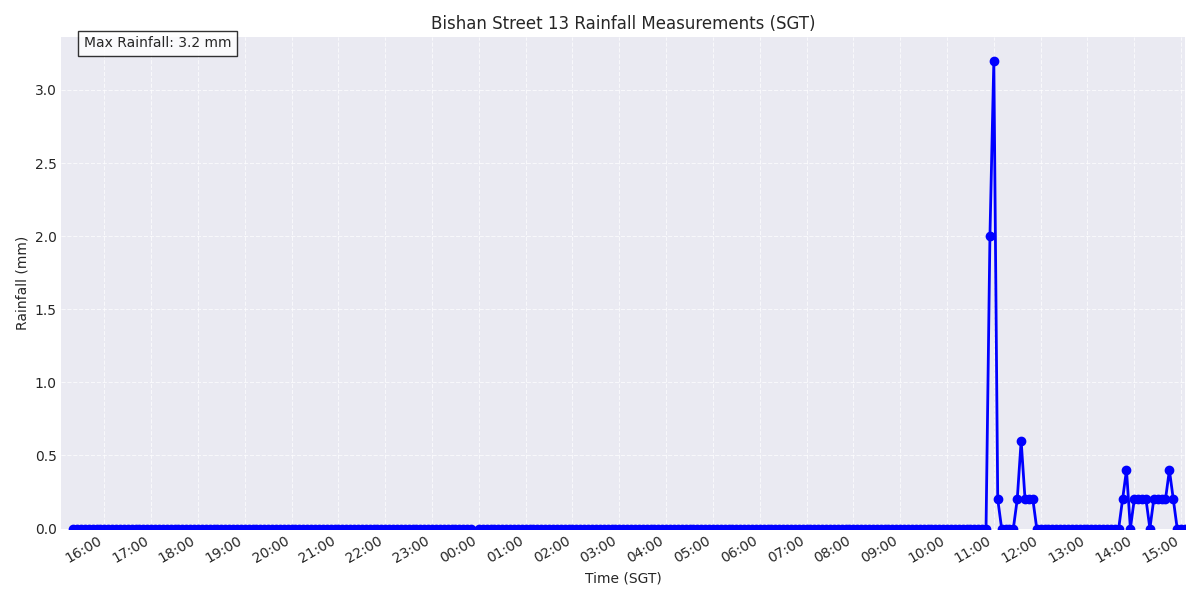 Bishan Street 13 Rainfall Measurements (SGT)
Max Rainfall: 3.2 mm
Rainfall (mm)
3.0
2.5
2.0
1.5
1.0
0.5
0.0
16:00 17:00 18:00 19:00 20:00 21:00 22:00 23:00 00:00 01:00 02:00 03:00 04:00 05:00 06:00 07:00 08:00 09:00 10:00 11:00 12:00 13:00 14:00 15:00
Time (SGT)